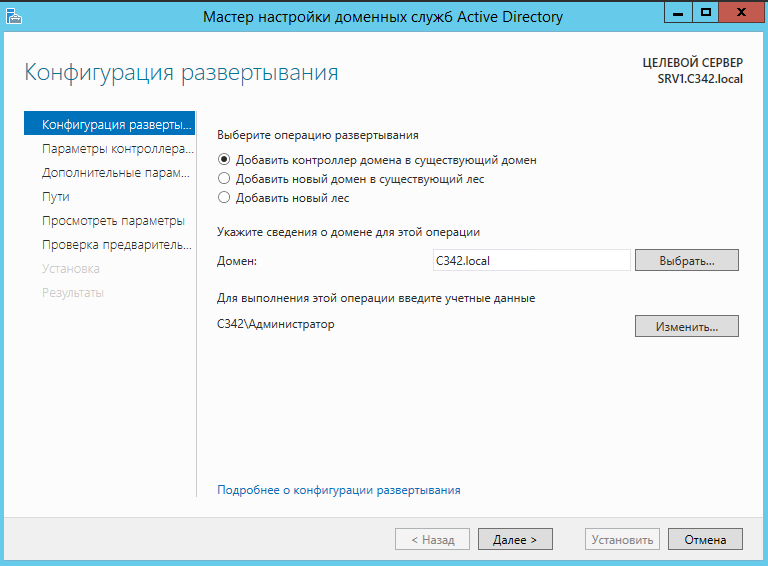 Мастер настройки доменных служб Active Directory
Конфигурация развертывания
ЦЕЛЕВОЙ СЕРВЕР
SRV1.C342.local
Конфигурация разверты...
Параметры контроллера...
Дополнительные парам...
Пути
Просмотреть параметры
Проверка предваритель...
Установка
Результаты
Выберите операцию развертывания
Добавить контроллер домена в существующий домен
Добавить новый домен в существующий лес
Добавить новый лес
Укажите сведения о домене для этой операции
Домен:
C342.local
Выбрать...
Для выполнения этой операции введите учетные данные
C342\Администратор
Изменить...
Подробнее о конфигурации развертывания
< Назад
Далее >
Установить
Отмена